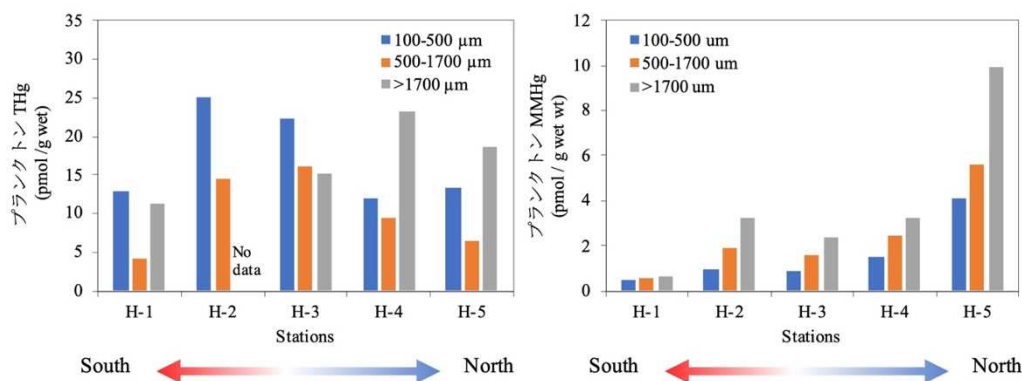 35
30
25
20
15
10
5
0
プランクトン THg
(pmol /g wet)
100-500 µm
500-1700 µm
>1700 µm
No
data
H-1 H-2 H-3 H-4 H-5
Stations
South North
12
10
8
6
4
2
0
プランクトン MMHg
(pmol / g wet wt)
100-500 um
500-1700 um
>1700 um
H-1 H-2 H-3 H-4 H-5
Stations
South North